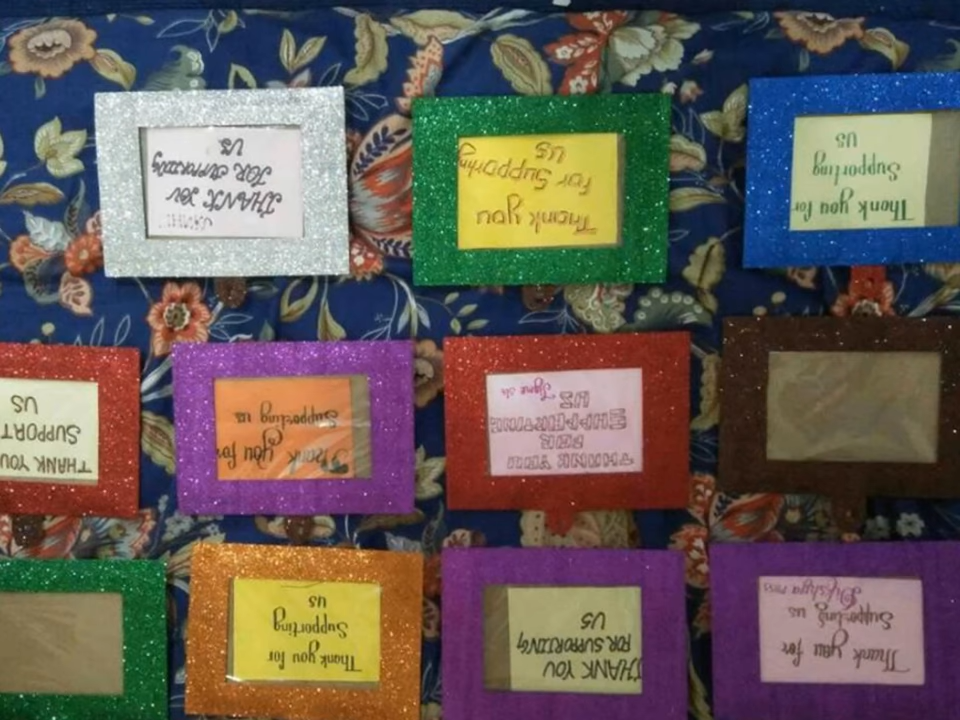 THANK YOU
FOR SUPPORTING
US
Thank you
for Supporting
US
Thank you for
Supporting
US
THANK YOU
SUPPORT
US
Thank you for
Supporting us
THANK YOU
FOR
SUPPORTING
US
Thank you for
Supporting
us
THANK YOU
FOR SUPPORTING
US
Thank you for
Supporting us
miss